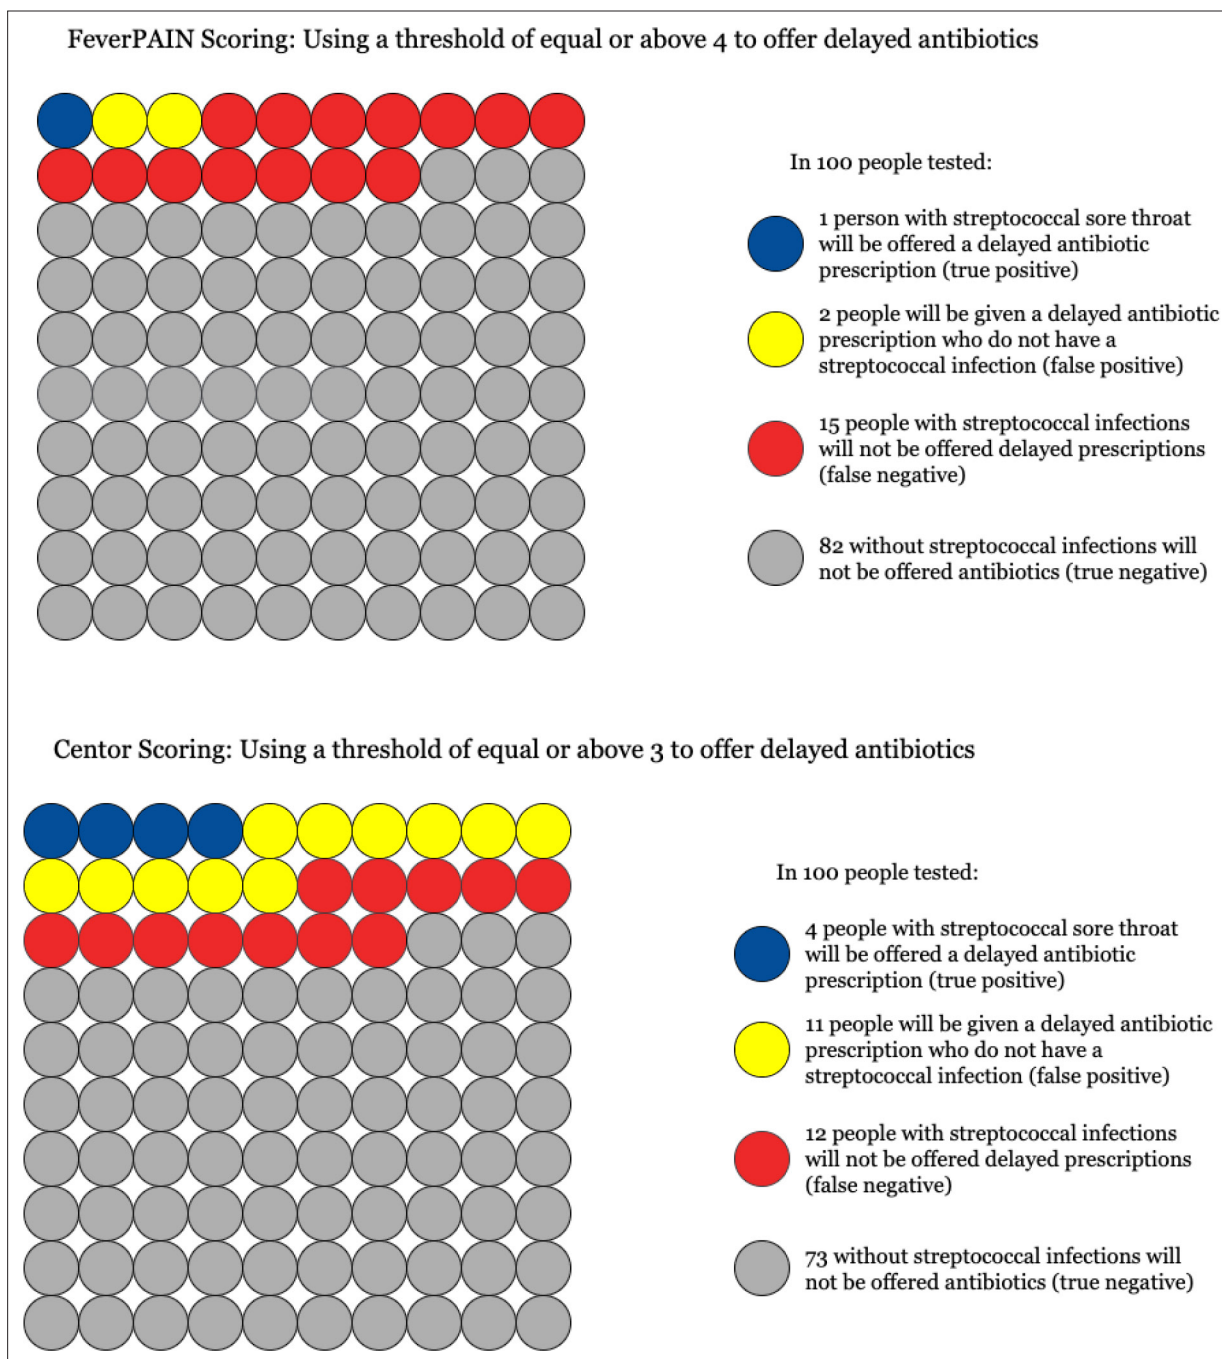 FeverPAIN Scoring: Using a threshold of equal or above 4 to offer delayed antibiotics
In 100 people tested:
1 person with streptococcal sore throat
will be offered a delayed antibiotic
prescription (true positive)
2 people will be given a delayed antibiotic
prescription who do not have a
streptococcal infection (false positive)
15 people with streptococcal infections
will not be offered delayed prescriptions
(false negative)
82 without streptococcal infections will
not be offered antibiotics (true negative)
Centor Scoring: Using a threshold of equal or above 3 to offer delayed antibiotics
In 100 people tested:
4 people with streptococcal sore throat
will be offered a delayed antibiotic
prescription (true positive)
11 people will be given a delayed antibiotic
prescription who do not have a
streptococcal infection (false positive)
12 people with streptococcal infections
will not be offered delayed prescriptions
(false negative)
73 without streptococcal infections will
not be offered antibiotics (true negative)